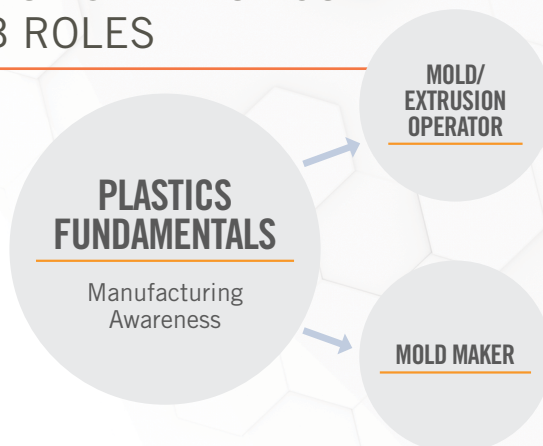 ROLES
PLASTICS
FUNDAMENTALS
Manufacturing
Awareness
MOLD/
EXTRUSION
OPERATOR
MOLD MAKER